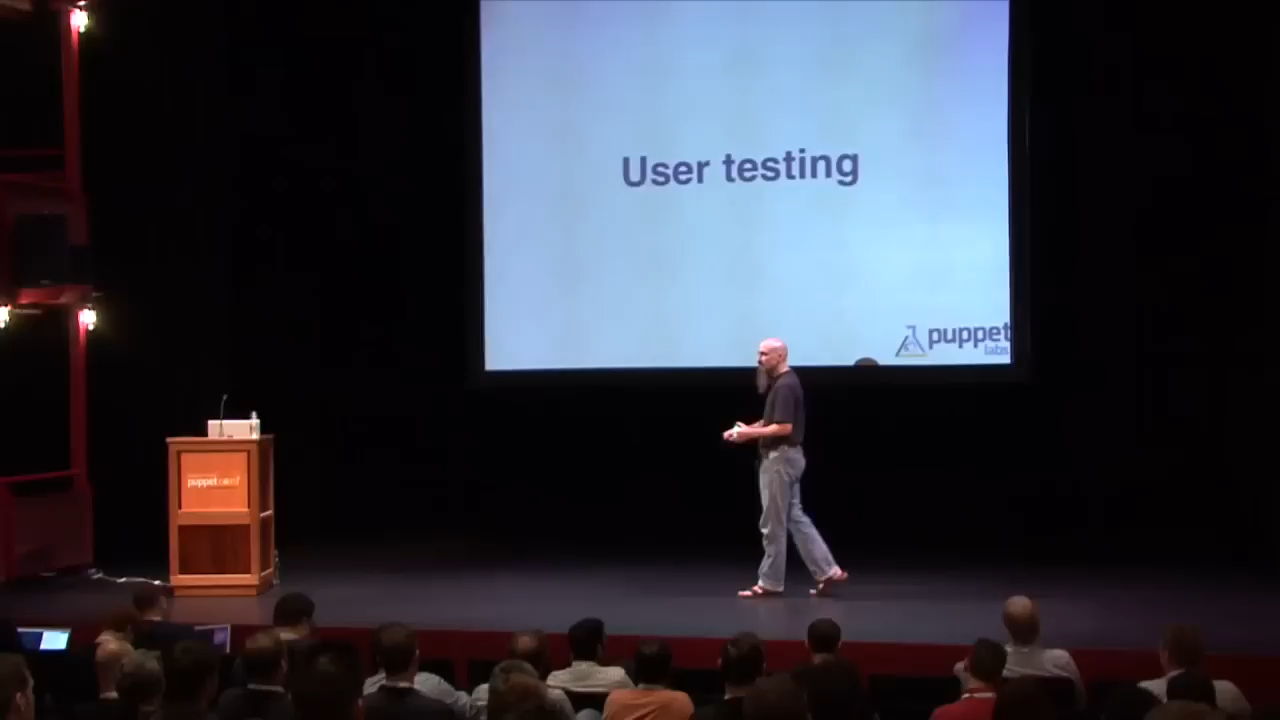 User testing
puppet
labs
puppet conf